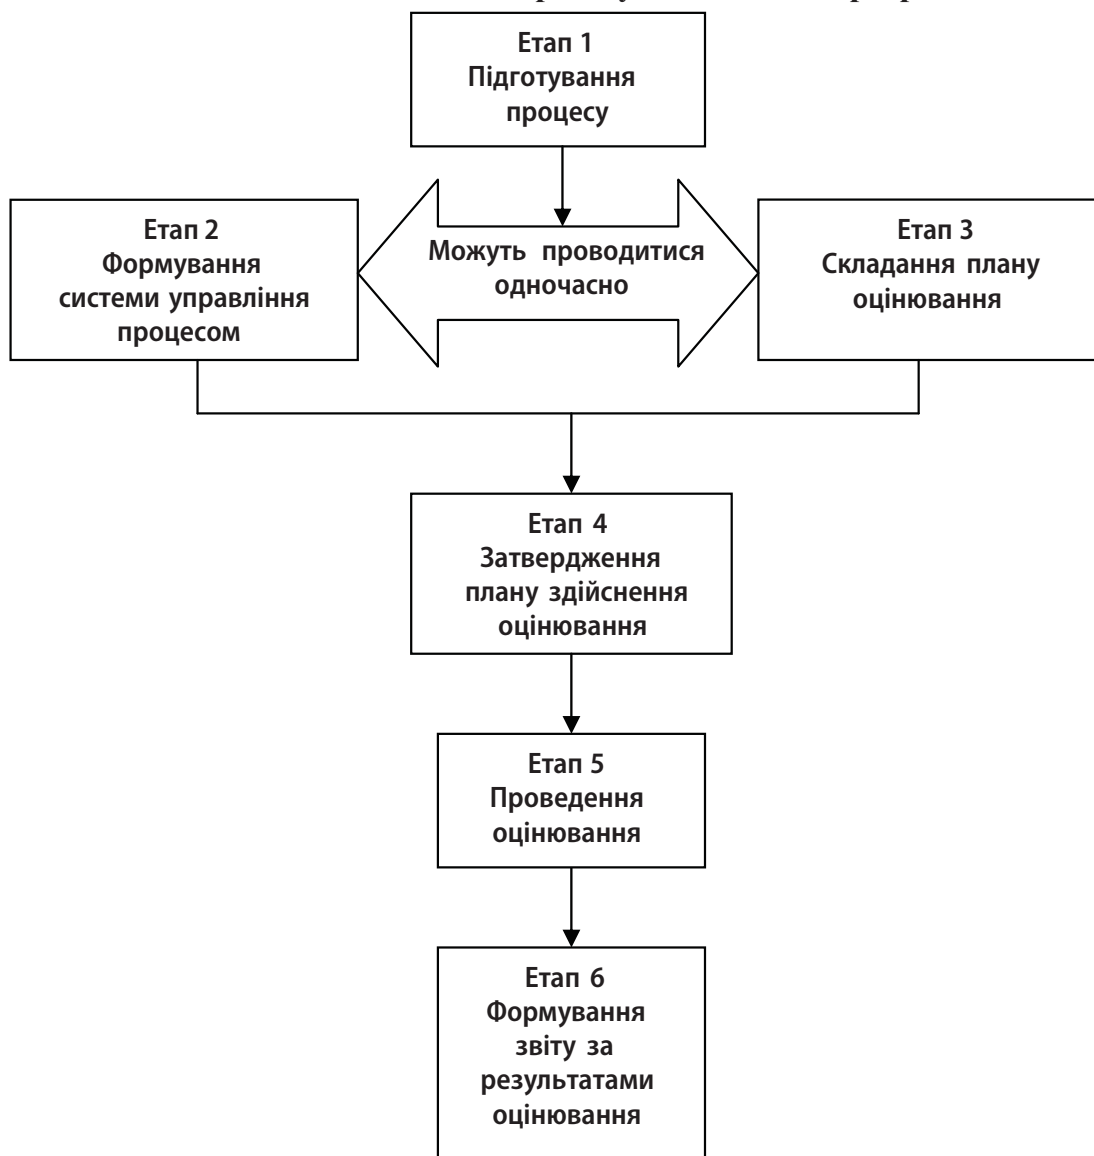 Етап 1
Підготування
процесу
Етап 2
Формування
системи управління
процесом
Можуть проводитися
одночасно
Етап 3
Складання плану
оцінювання
Етап 4
Затвердження
плану здійснення
оцінювання
Етап 5
Проведення
оцінювання
Етап 6
Формування
звіту за
результатами
оцінювання